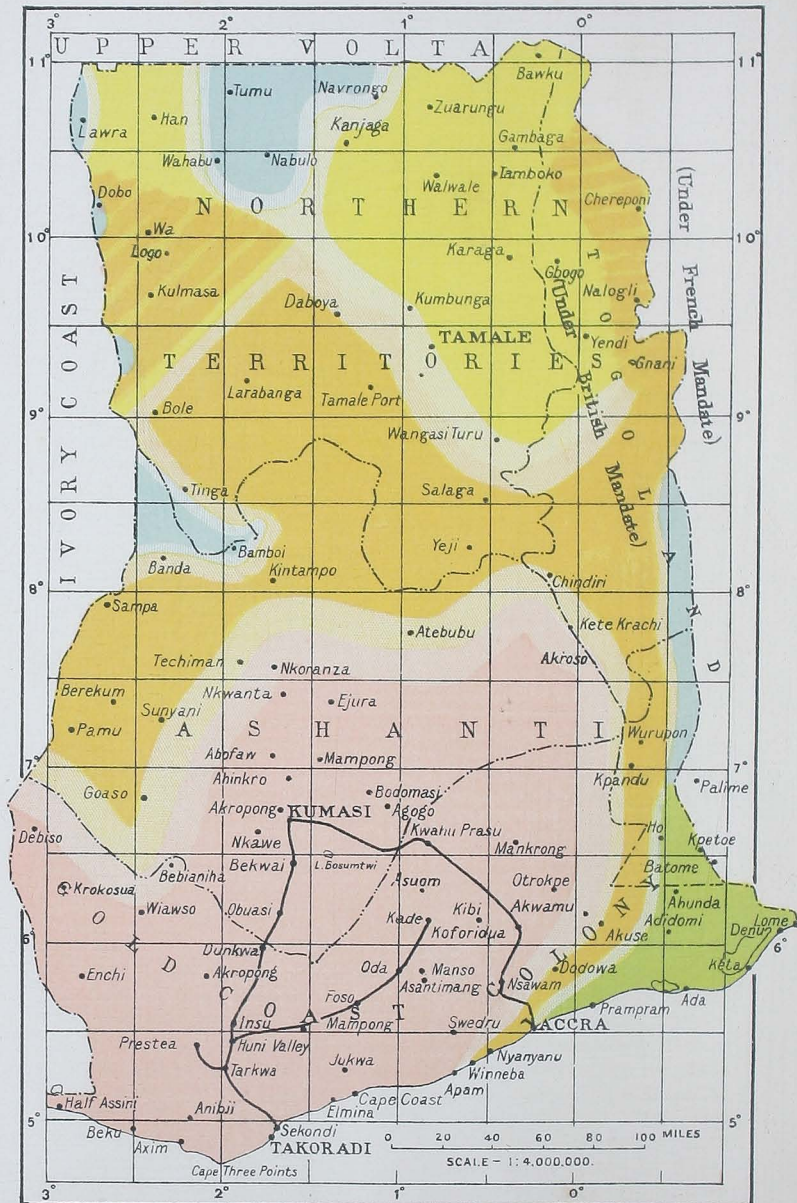 3° 2° 1° 0°
UPPER VOLTA
11° 11°
Bawku
Tumu
Navrongo
Zuarungu
Lawra
Han
Kanjaga
Gambaga
Wahabu
Nabulo
Walwale
Iamboko
Dobo
Chereponi
NORTHERN
Wa
10° 10°
Logo
Karaga
Gbogo
Kulmasa
Daboya
Kumbunga
Nalogli
TAMALE
Yendi
TERRITORIES
Gnani
Larabanga
Tamale Port
Bole
9° 9°
Wangasi Turu
TOGOLAND
(Under British Mandate)
(Under French Mandate)
IVORY COAST
Tinga
Salaga
Bamboi
Yeji
Banda
Kintampo
Chindiri
8° 8°
Sampa
Atebubu
Kete Krachi
Techiman
Nkoranza
Akroso
Berekum
Nkwanta
Ejura
Sunyani
Pamu
ASHANTI
Wurupon
Abofaw
Mampong
7° 7°
Ahinkro
Kpandu
Palime
Goaso
Bodomasi
Akropong
KUMASI
Agogo
Debiso
Nkawe
Kwahu Prasu
Ho
Kpetoe
Bekwai
L. Bosumtwi
Mankrong
Bebianiha
Batome
Krokosua
Asuom
Otrokpe
Wiawso
Obuasi
Kade
Kibi
Akwamu
Ahunda
Adidomi
Lome
Koforidua
Akuse
Denu
6° 6°
Dunkwa
Keta
Enchi
Akropong
Oda
Manso
Dodowa
Asantimang
Nsawam
Ada
Foso
Prampram
GOLD COAST COLONY
Insu
Mampong
Swedru
ACCRA
Prestea
Huni Valley
Nyanyanu
Tarkwa
Jukwa
Winneba
Apam
Half Assini
Anibii
Cape Coast
Elmina
5° 5°
Beku
Sekondi
Axim
TAKORADI
0 20 40 60 80 100 MILES
Cape Three Points
SCALE – 1:4,000,000.
3° 2° 1° 0°